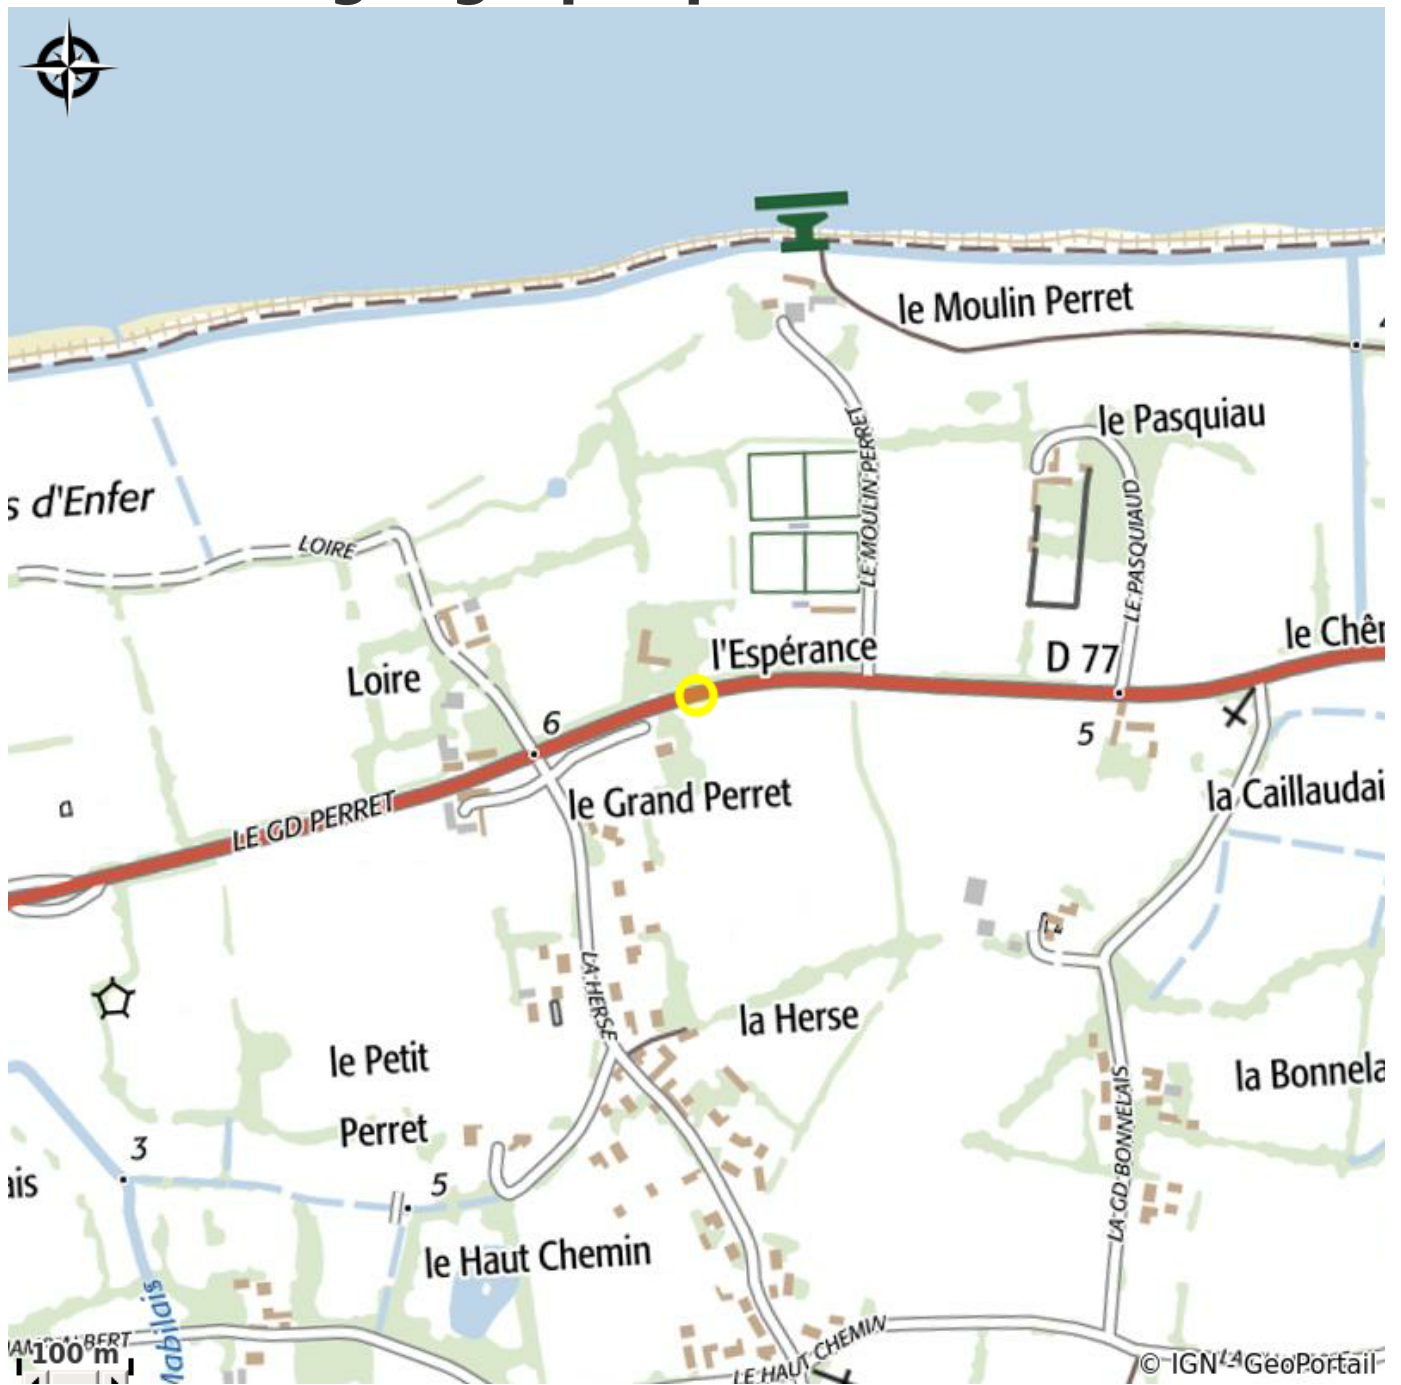 le Moulin Perret
le Pasquiau
LE MOULIN PERRET
s d'Enfer
LOIRE
LE PASQUIAUD
l'Espérance
D 77
le Chên
Loire
6
5
le Grand Perret
la Caillaudai
LE GD PERRET
LA HERSE
la Herse
le Petit
Perret
la Bonnela
LA GD BONNELAIS
3
ais
5
le Haut Chemin
Mabilais
LE HAUT CHEMIN
100 m
© IGN - GeoPortail